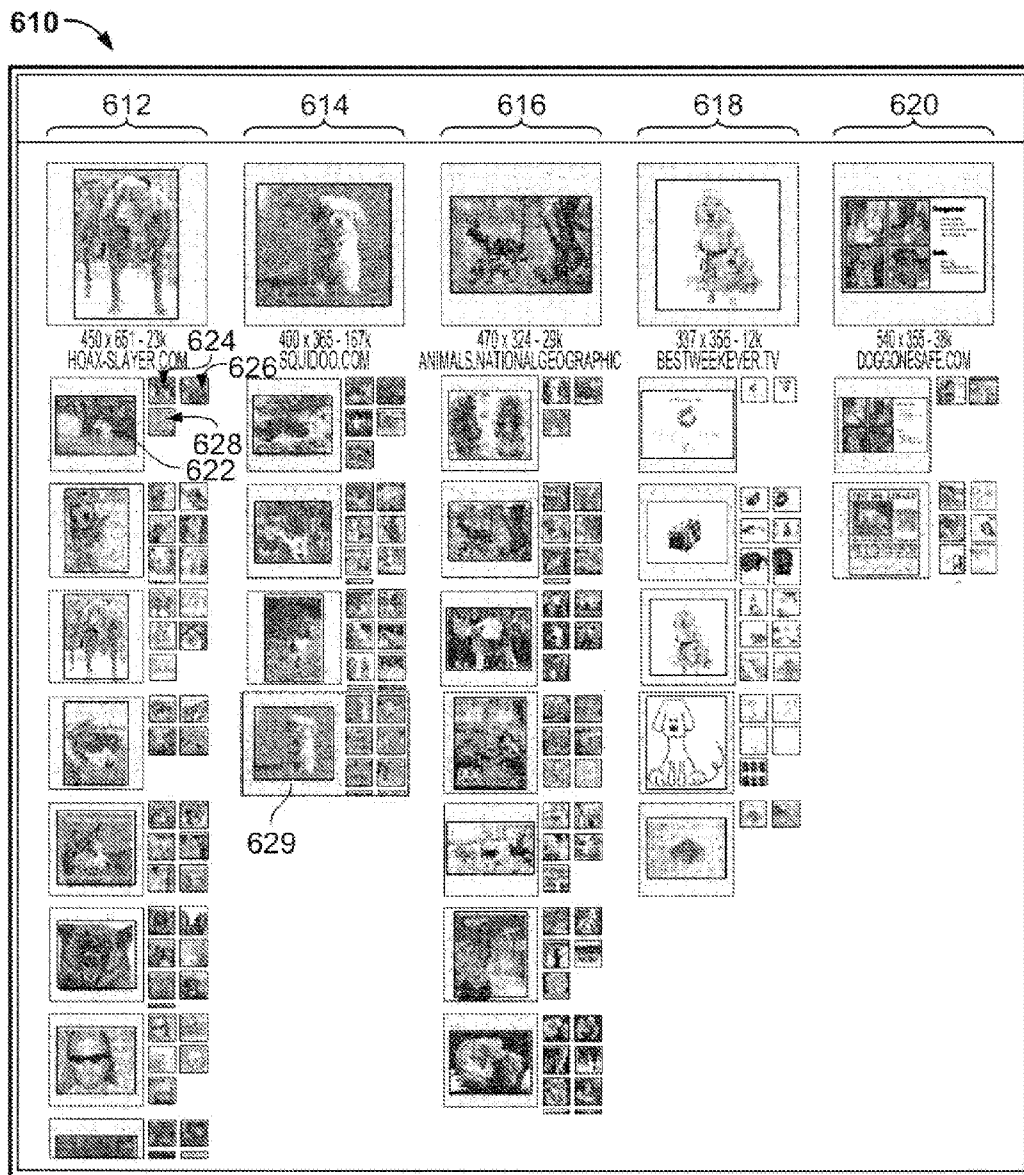 610
612 614 616 618 620
450 x 651 - 23k
HOAX-SLAYER.COM
624
400 x 365 - 167k
SQUIDOO.COM
626
470 x 324 - 29k
ANIMALS.NATIONALGEOGRAPHIC
337 x 356 - 12k
BESTWEEKEVER.TV
540 x 355 - 38k
DOGGONESAFE.COM
628
622
629